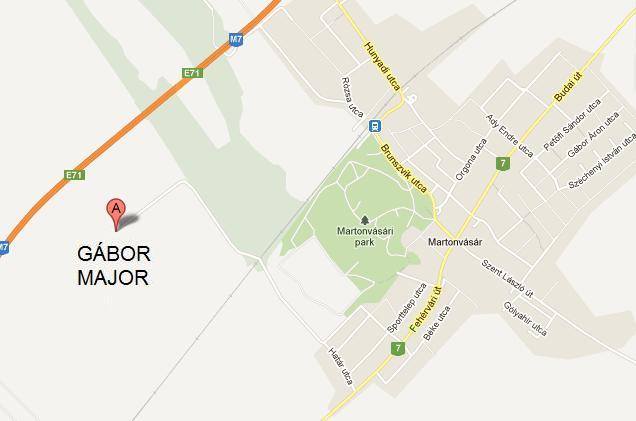 M7
E71
Hunyadi utca
Rózsa utca
Budai út
Ady Endre utca
Petőfi Sándor utca
Gábor Áron utca
Széchenyi István utca
Orgona utca
7
Brunszvik utca
E71
A
M7
GÁBOR
MAJOR
Martonvásári
park
Martonvásár
Szent László út
Gólyahír utca
Sporttelep utca
Fehérvári út
Béke utca
Határ utca
7